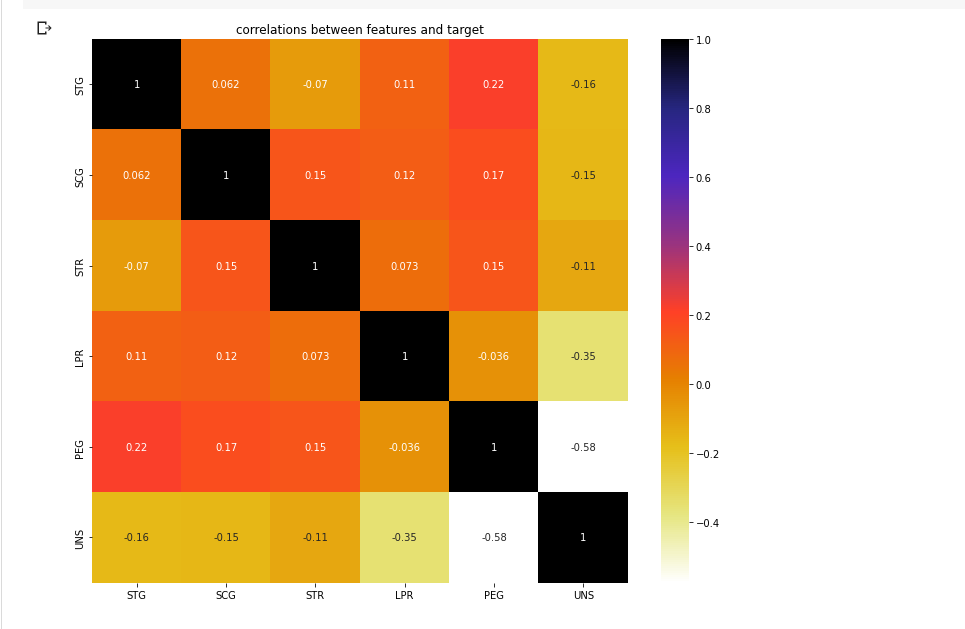 correlations between features and target
STG 1 0.062 -0.07 0.11 0.22 -0.16
SCG 0.062 1 0.15 0.12 0.17 -0.15
STR -0.07 0.15 1 0.073 0.15 -0.11
LPR 0.11 0.12 0.073 1 -0.036 -0.35
PEG 0.22 0.17 0.15 -0.036 1 -0.58
UNS -0.16 -0.15 -0.11 -0.35 -0.58 1
STG SCG STR LPR PEG UNS
1.0
0.8
0.6
0.4
0.2
0.0
−0.2
−0.4